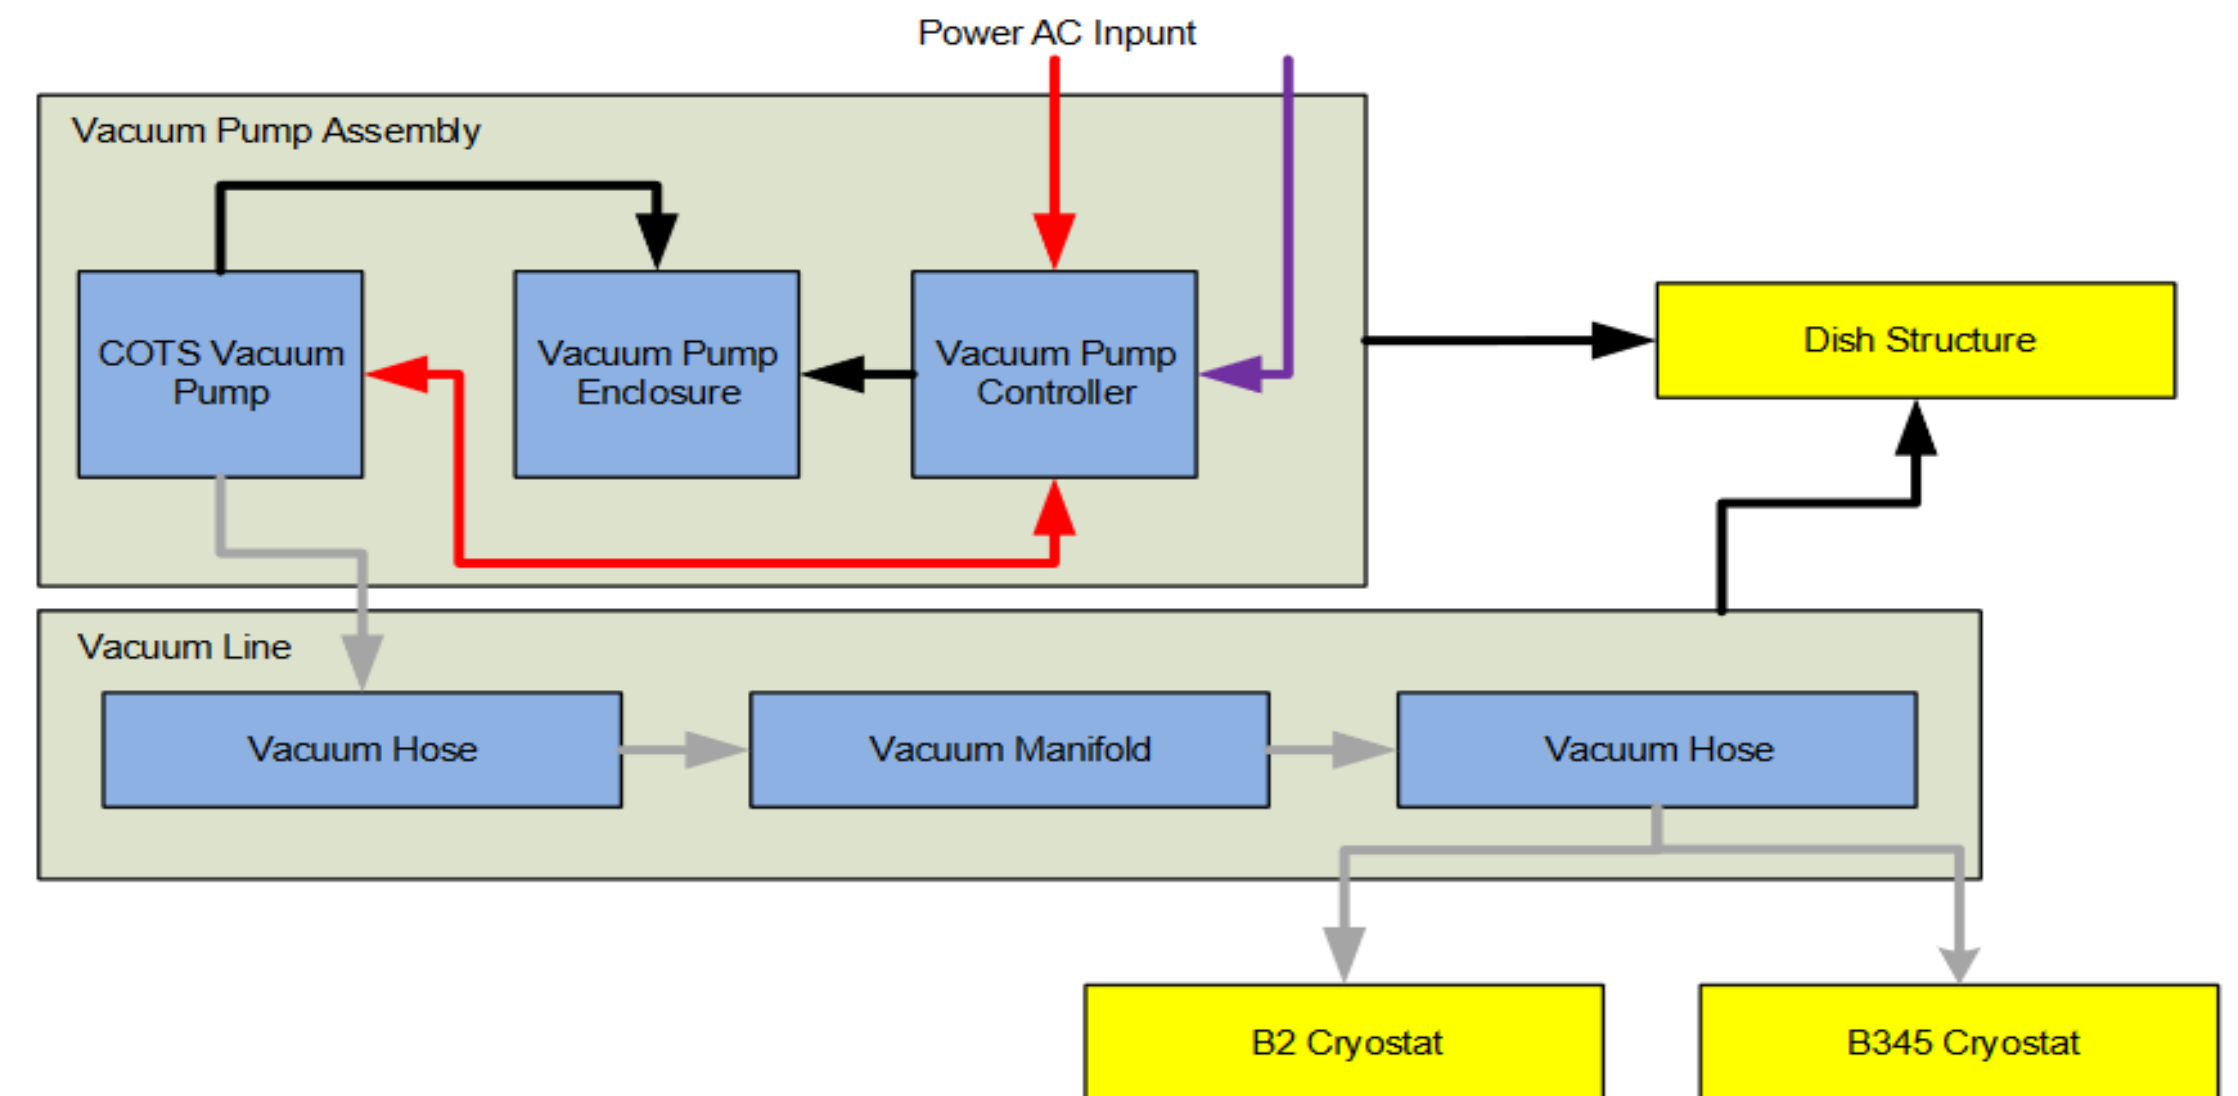 Power AC Inpunt
Vacuum Pump Assembly
COTS Vacuum
Pump
Vacuum Pump
Enclosure
Vacuum Pump
Controller
Dish Structure
Vacuum Line
Vacuum Hose
Vacuum Manifold
Vacuum Hose
B2 Cryostat
B345 Cryostat